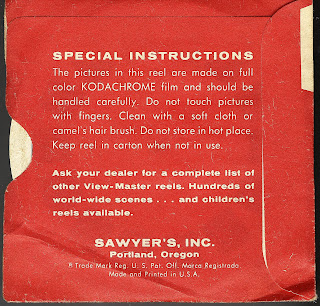 SPECIAL INSTRUCTIONS
The pictures in this reel are made on full
color KODACHROME film and should be
handled carefully. Do not touch pictures
with fingers. Clean with a soft cloth or
camel's hair brush. Do not store in hot place.
Keep reel in carton when not in use.
Ask your dealer for a complete list of
other View-Master reels. Hundreds of
world-wide scenes . . . and children's
reels available.
SAWYER'S, INC.
Portland, Oregon
® Trade Mark Reg. U. S. Pat. Off. Marca Registrada
Made and Printed in U.S.A.